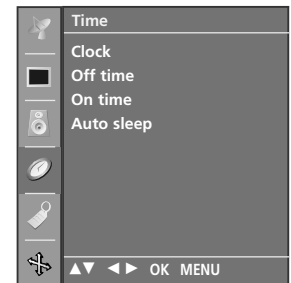 Time
Clock
Off time
On time
Auto sleep
▲▼ ◀▶ OK MENU